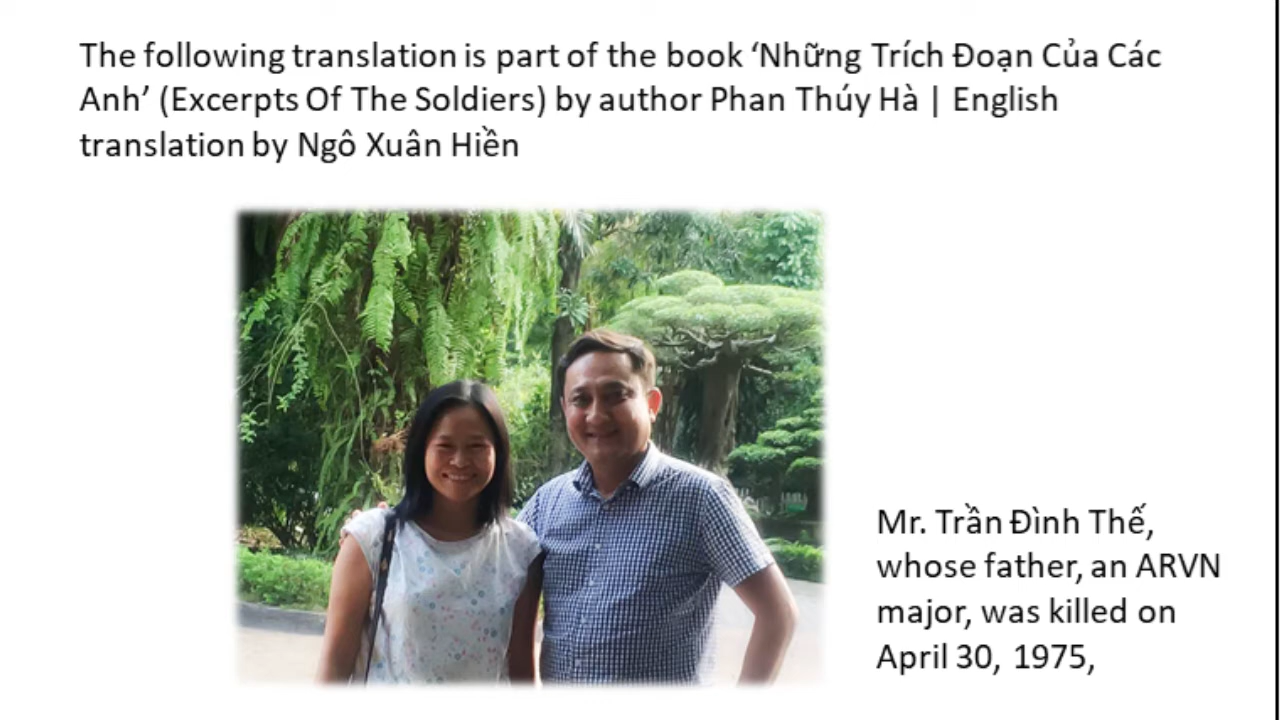 The following translation is part of the book ‘Những Trích Đoạn Của Các
Anh’ (Excerpts Of The Soldiers) by author Phan Thúy Hà | English
translation by Ngô Xuân Hiền
Mr. Trần Đình Thế,
whose father, an ARVN
major, was killed on
April 30, 1975,